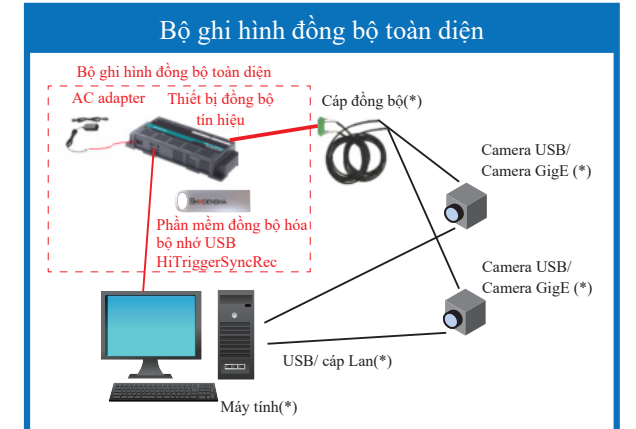 Bộ ghi hình đồng bộ toàn diện
Bộ ghi hình đồng bộ toàn diện
AC adapter
Thiết bị đồng bộ
tín hiệu
Cáp đồng bộ(*)
Camera USB/
Camera GigE (*)
SHODENSHA
Phần mềm đồng bộ hóa
bộ nhớ USB
HiTriggerSyncRec
Camera USB/
Camera GigE (*)
USB/ cáp Lan(*)
Máy tính(*)